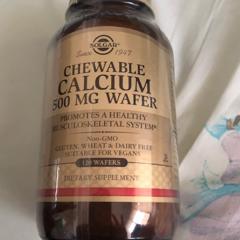 SOLGAR
Since 1947
CHEWABLE
CALCIUM
500 MG WAFER
PROMOTES A HEALTHY
MUSCULOSKELETAL SYSTEM*
NON-GMO
GLUTEN, WHEAT & DAIRY FREE
SUITABLE FOR VEGANS
120 WAFERS
DIETARY SUPPLEMENT